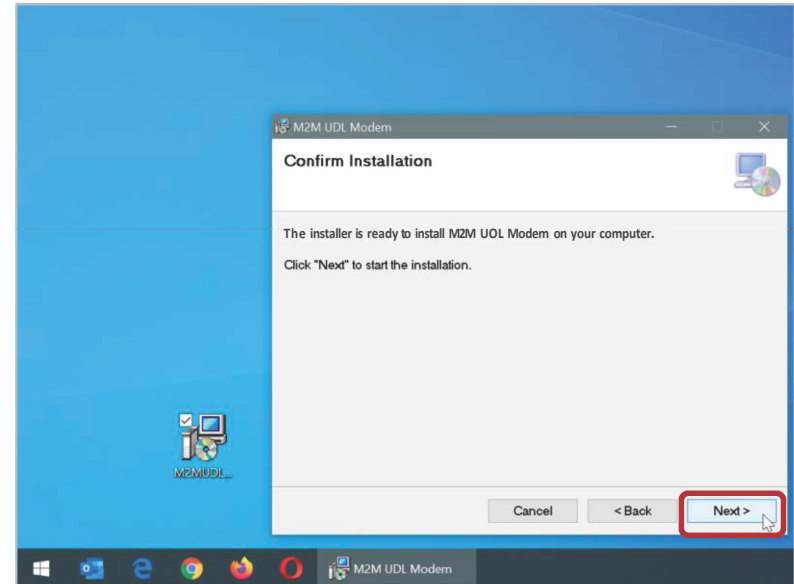 M2M UDL Modem
Confirm Installation
The installer is ready to install M2M UOL Modem on your computer.
Click "Next" to start the installation.
M2MUDL...
Cancel
< Back
Next >
M2M UDL Modem